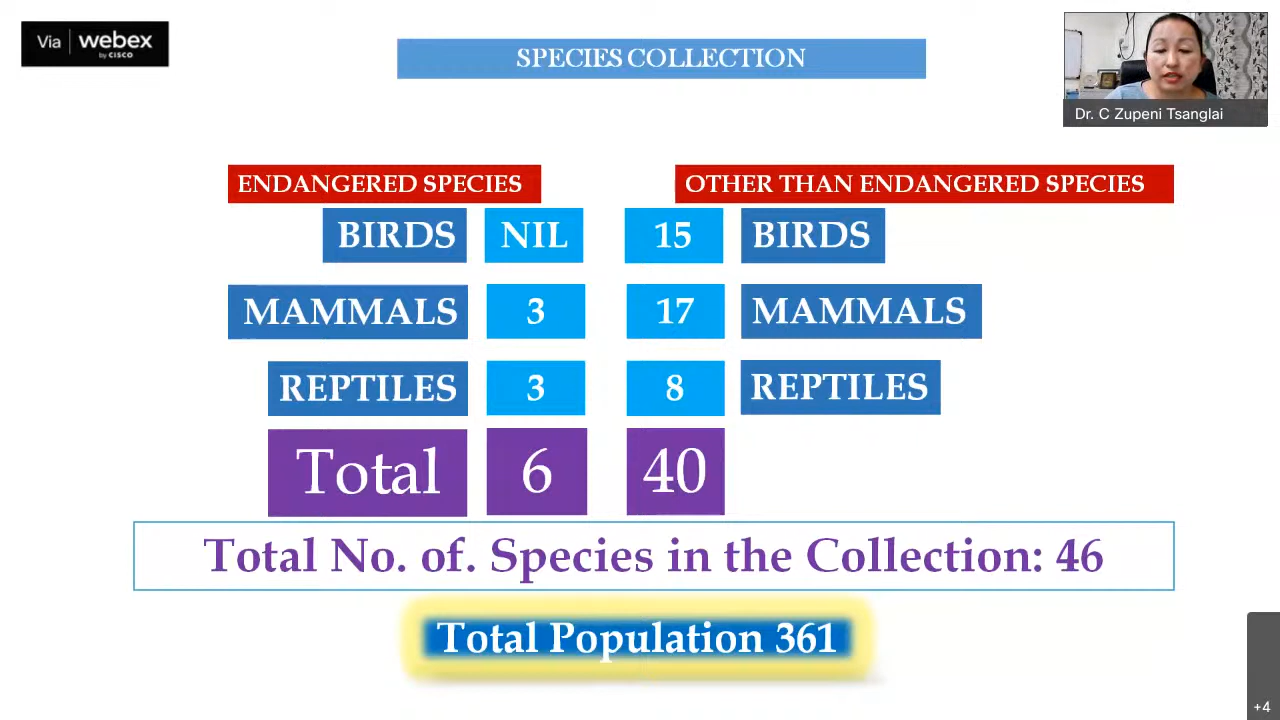 Via webex
by CISCO
SPECIES COLLECTION
Dr. C Zupeni Tsanglai
ENDANGERED SPECIES OTHER THAN ENDANGERED SPECIES
BIRDS NIL 15 BIRDS
MAMMALS 3 17 MAMMALS
REPTILES 3 8 REPTILES
Total 6 40
Total No. of. Species in the Collection: 46
Total Population 361
+4